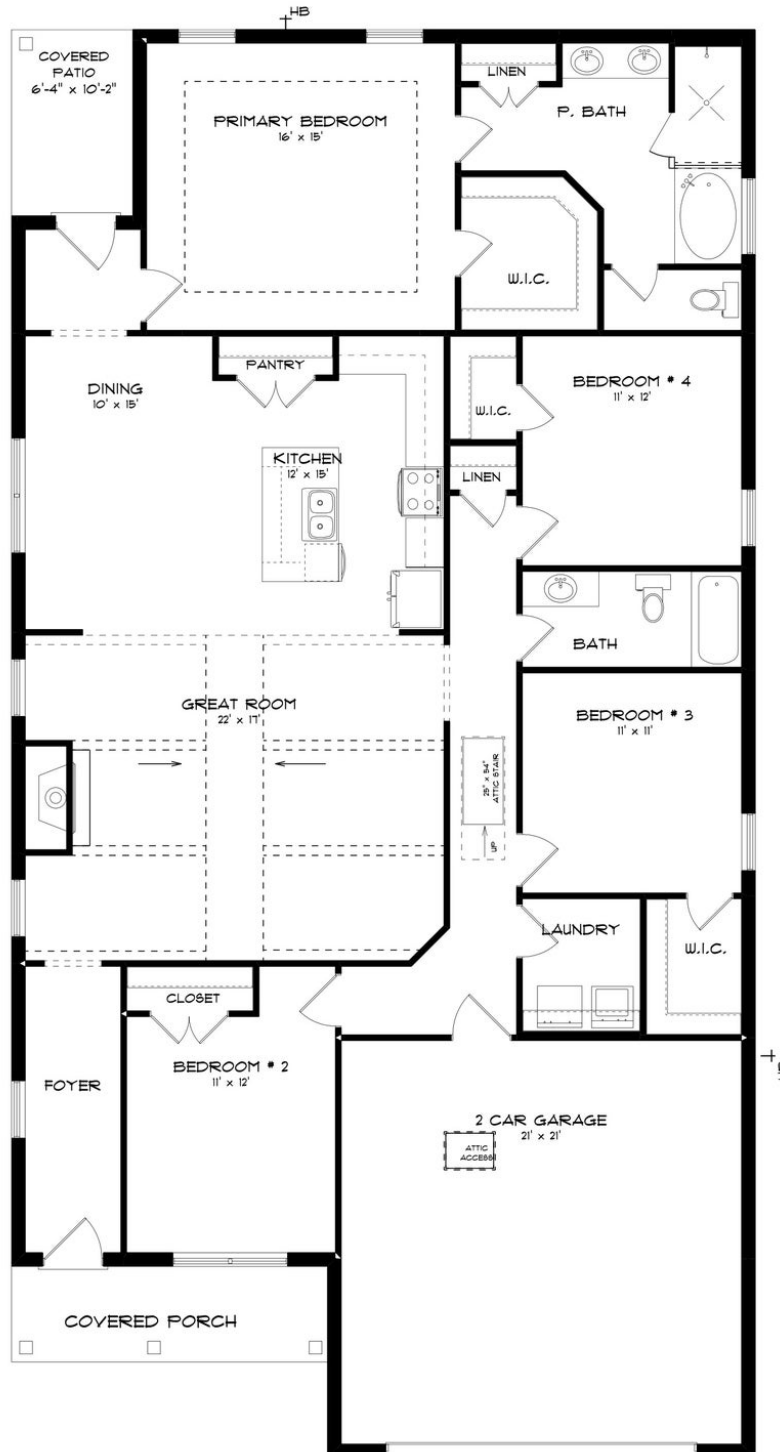 HB
COVERED
PATIO
6'-4" x 10'-2"
PRIMARY BEDROOM
16' x 15'
LINEN
P. BATH
W.I.C.
DINING
10' x 15'
PANTRY
KITCHEN
12' x 15'
W.I.C.
BEDROOM # 4
11' x 12'
LINEN
BATH
GREAT ROOM
22' x 17'
BEDROOM # 3
11' x 11'
25" x 54"
ATTIC STAIR
UP
LAUNDRY
W.I.C.
CLOSET
BEDROOM # 2
11' x 12'
FOYER
2 CAR GARAGE
21' x 21'
ATTIC
ACCESS
COVERED PORCH